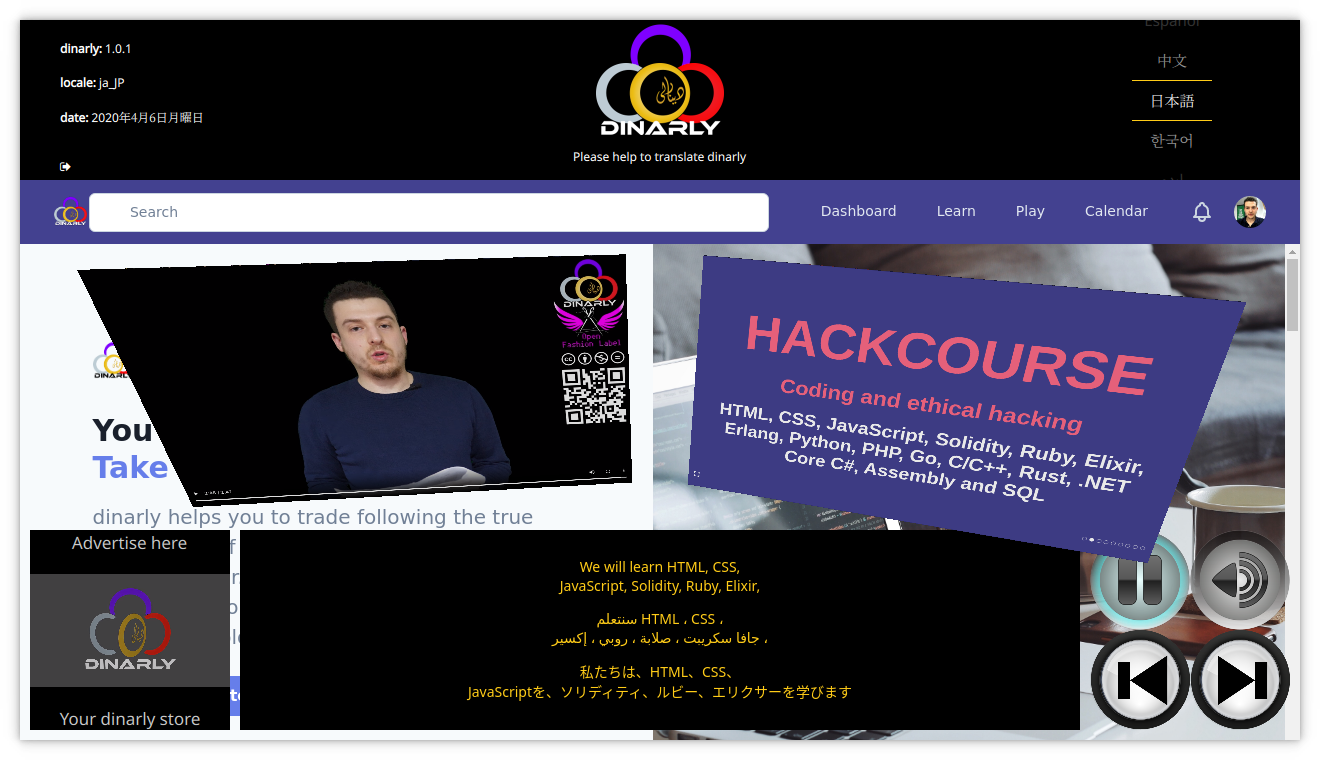 dinarly: 1.0.1
locale: ja_JP
date: 2020年4月6日月曜日
دينارلي
DINARLY
Please help to translate dinarly
Español
中文
日本語
한국어
DINARLY
Search
Dashboard
Learn
Play
Calendar
DINARLY
Open
Fashion Label
You
Take
dinarly helps you to trade following the true
HACKCOURSE
Coding and ethical hacking
HTML, CSS, JavaScript, Solidity, Ruby, Elixir,
Erlang, Python, PHP, Go, C/C++, Rust, .NET
Core C#, Assembly and SQL
Advertise here
DINARLY
Your dinarly store
We will learn HTML, CSS,
JavaScript, Solidity, Ruby, Elixir,
سنتعلم HTML ، CSS ،
جافا سكريبت ، صلابة ، روبي ، إكسير ،
私たちは、HTML、CSS、
JavaScriptを、ソリディティ、ルビー、エリクサーを学びます